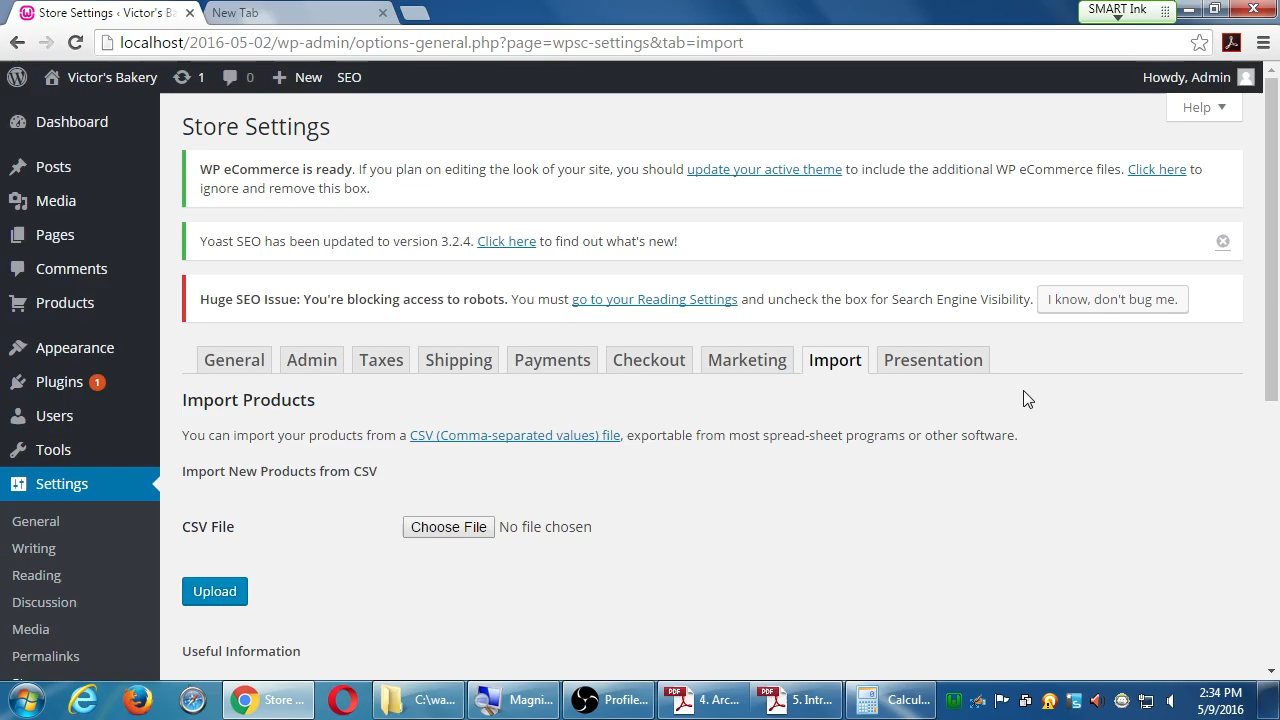 Store Settings ‹ Victor's Ba
New Tab
SMART Ink
localhost/2016-05-02/wp-admin/options-general.php?page=wpsc-settings&tab=import
Victor's Bakery
1
0
New
SEO
Howdy, Admin
Help
Dashboard
Posts
Media
Pages
Comments
Products
Appearance
Plugins 1
Users
Tools
Settings
General
Writing
Reading
Discussion
Media
Permalinks
Store Settings
WP eCommerce is ready. If you plan on editing the look of your site, you should update your active theme to include the additional WP eCommerce files. Click here to
ignore and remove this box.
Yoast SEO has been updated to version 3.2.4. Click here to find out what's new!
Huge SEO Issue: You're blocking access to robots. You must go to your Reading Settings and uncheck the box for Search Engine Visibility. I know, don't bug me.
General Admin Taxes Shipping Payments Checkout Marketing Import Presentation
Import Products
You can import your products from a CSV (Comma-separated values) file, exportable from most spread-sheet programs or other software.
Import New Products from CSV
CSV File Choose File No file chosen
Upload
Useful Information
Store ...
C:\wa...
Magni...
Profile...
4. Arc...
5. Intr...
Calcul...
2:34 PM
5/9/2016